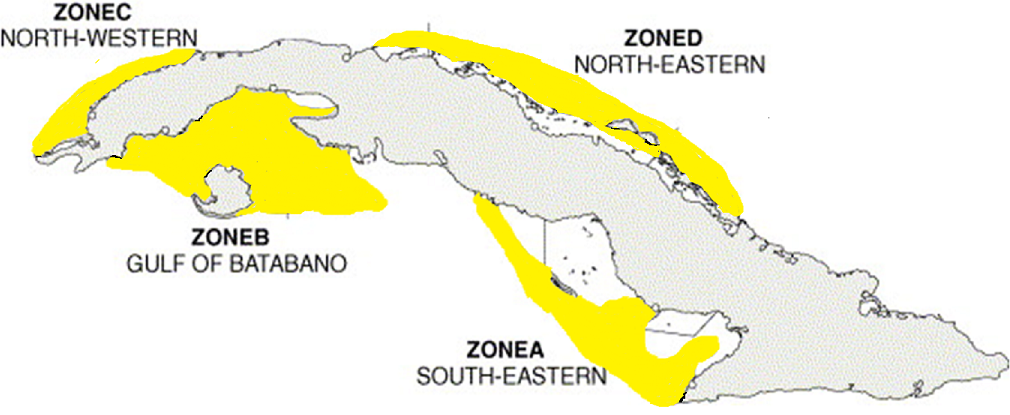 ZONEC
NORTH-WESTERN
ZONED
NORTH-EASTERN
ZONEB
GULF OF BATABANO
ZONEA
SOUTH-EASTERN